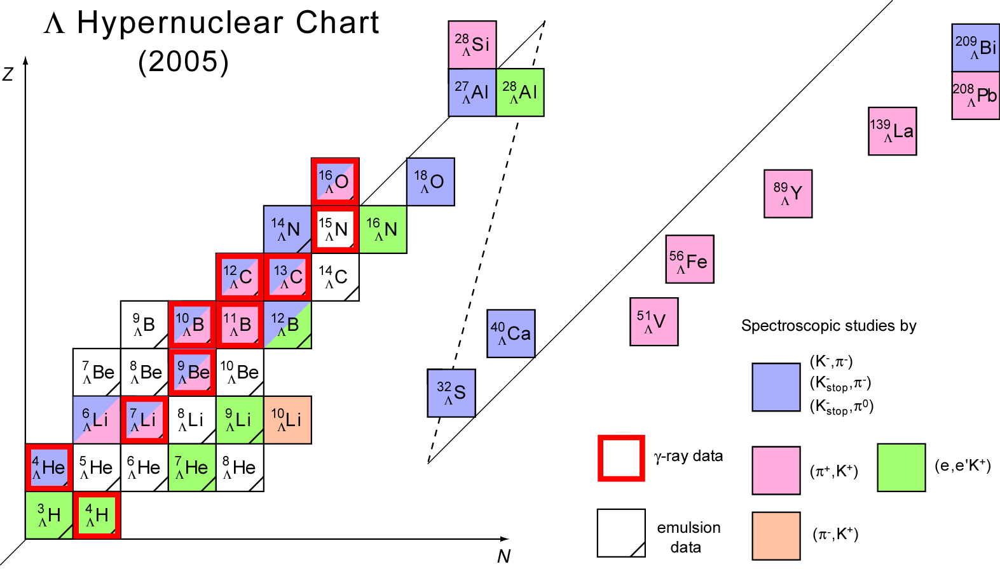 Λ Hypernuclear Chart
(2005)
Z
28ΛSi
27ΛAl 28ΛAl
209ΛBi
208ΛPb
139ΛLa
16ΛO 18ΛO
89ΛY
14ΛN 15ΛN 16ΛN
12ΛC 13ΛC 14ΛC
56ΛFe
9ΛB 10ΛB 11ΛB 12ΛB
40ΛCa
51ΛV
7ΛBe 8ΛBe 9ΛBe 10ΛBe
32ΛS
6ΛLi 7ΛLi 8ΛLi 9ΛLi 10ΛLi
4ΛHe 5ΛHe 6ΛHe 7ΛHe 8ΛHe
3ΛH 4ΛH
N
Spectroscopic studies by
(K-,π-)
(K-stop,π-)
(K-stop,π0)
γ-ray data
(π+,K+)
(e,e'K+)
emulsion
data
(π-,K+)